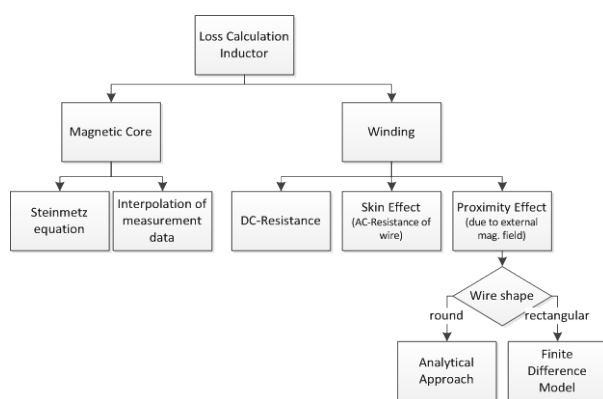 Loss Calculation
Inductor
Magnetic Core
Winding
Steinmetz
equation
Interpolation of
measurement
data
DC-Resistance
Skin Effect
(AC-Resistance of
wire)
Proximity Effect
(due to external
mag. field)
Wire shape
round
rectangular
Analytical
Approach
Finite
Difference
Model